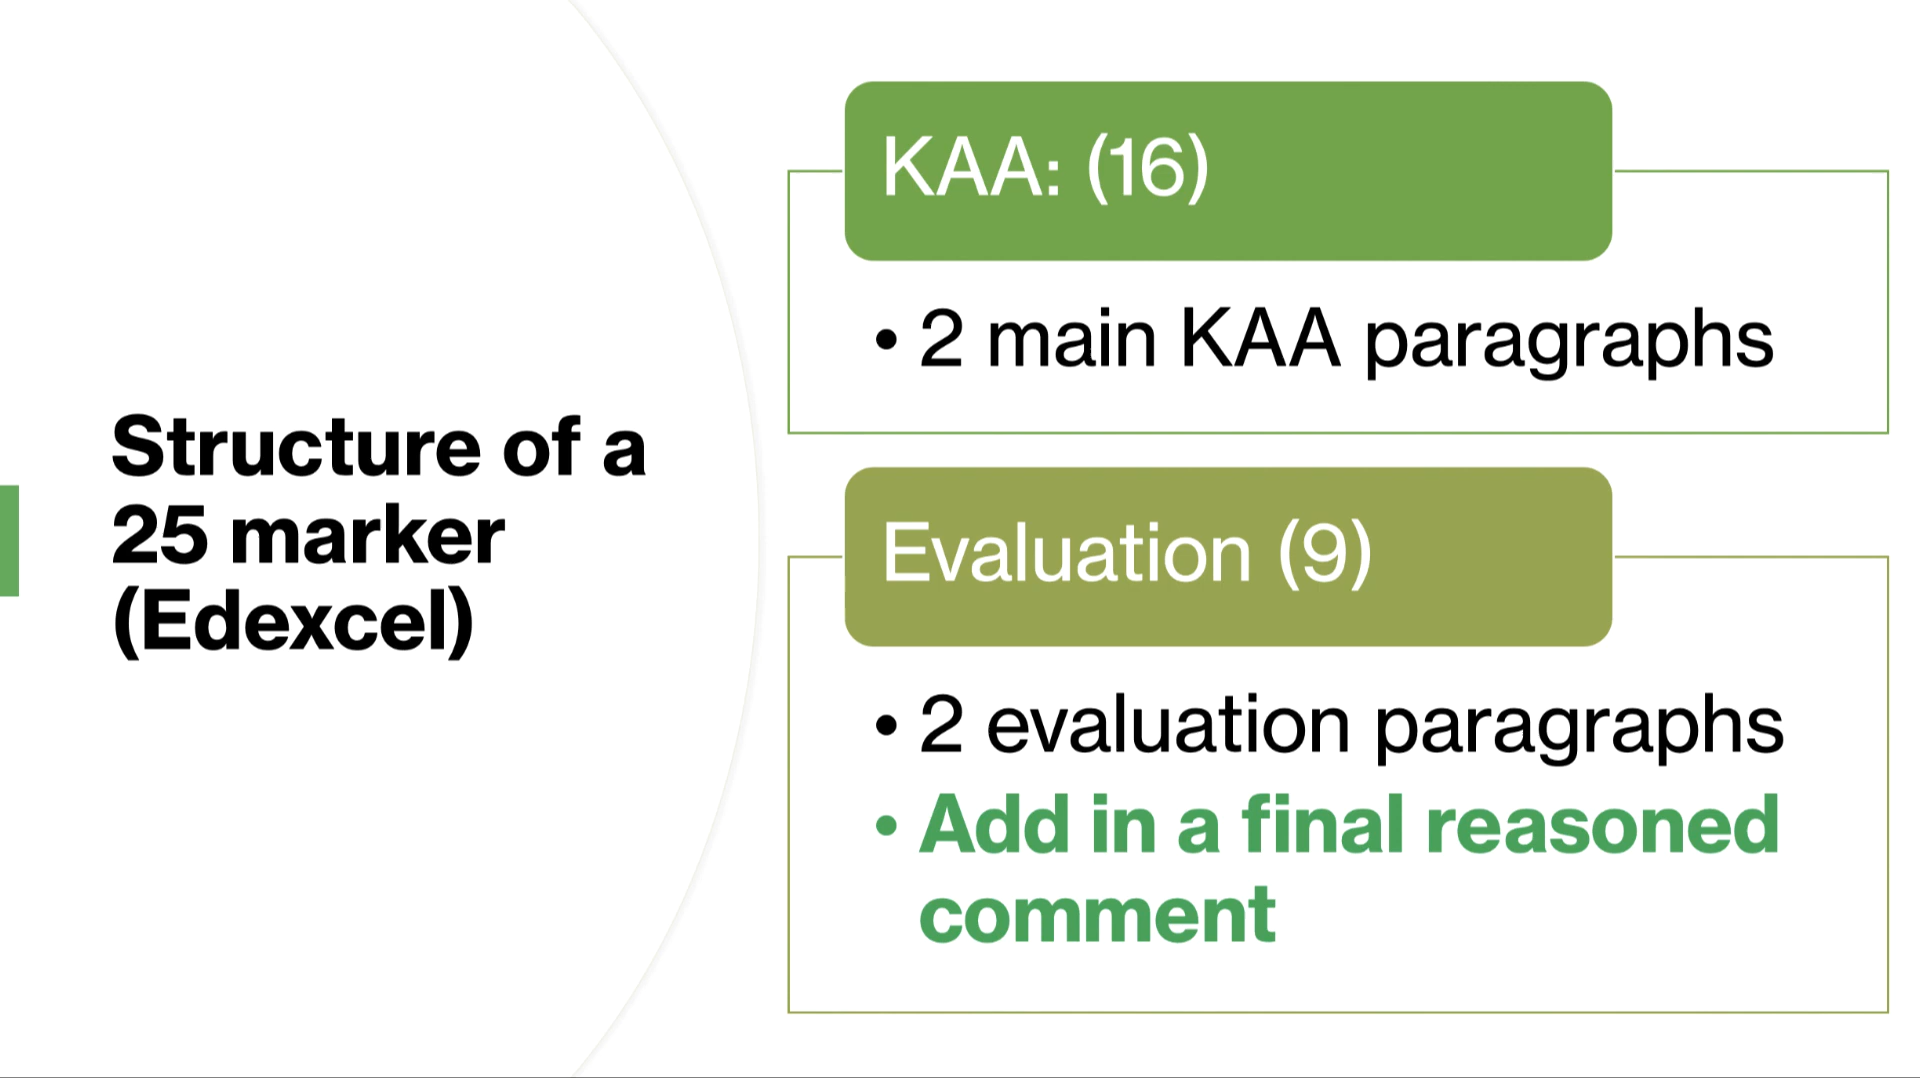 Structure of a
25 marker
(Edexcel)
KAA: (16)
• 2 main KAA paragraphs
Evaluation (9)
• 2 evaluation paragraphs
• Add in a final reasoned
comment